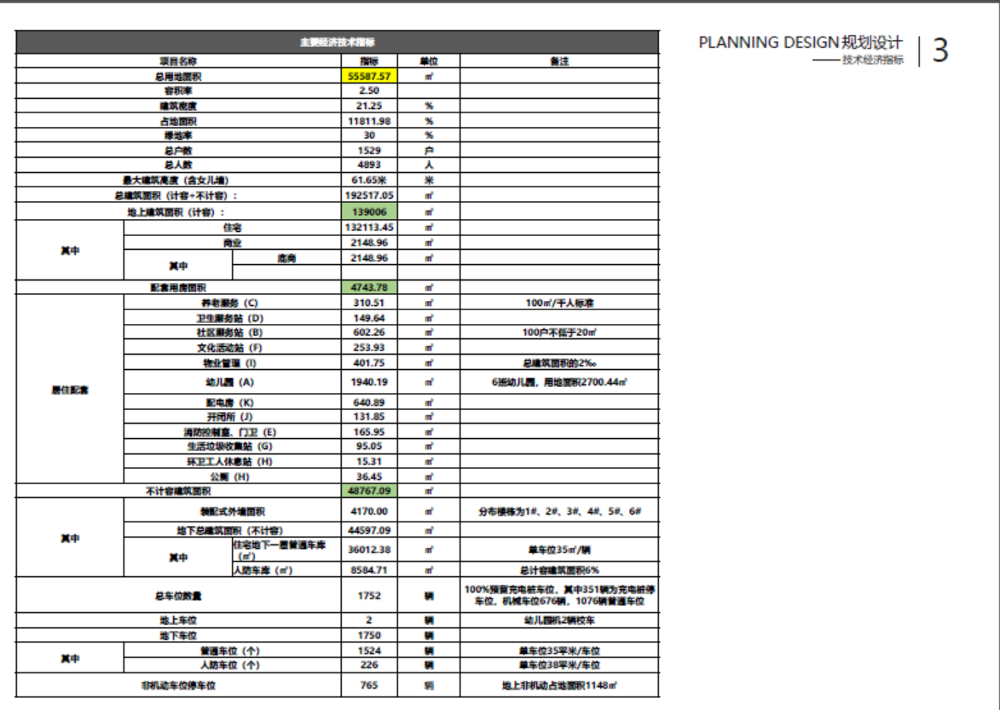 主要经济技术指标
项目名称 指标 单位 备注
总用地面积 55587.57 ㎡
容积率 2.50
建筑密度 21.25 %
占地面积 11811.98 %
绿地率 30 %
总户数 1529 户
总人数 4893 人
最大建筑高度（含女儿墙） 61.65米 米
总建筑面积（计容+不计容）： 192517.05 ㎡
地上建筑面积（计容）： 139006 ㎡
其中 住宅 132113.45 ㎡
商业 2148.96 ㎡
其中 底商 2148.96 ㎡
配套用房面积 4743.78 ㎡
居住配套 养老服务（C） 310.51 ㎡ 100㎡/千人标准
卫生服务站（D） 149.64 ㎡
社区服务站（B） 602.26 ㎡ 100户不低于20㎡
文化活动站（F） 253.93 ㎡
物业管理（I） 401.75 ㎡ 总建筑面积的2‰
幼儿园（A） 1940.19 ㎡ 6班幼儿园，用地面积2700.44㎡
配电房（K） 640.89 ㎡
开闭所（J） 131.85 ㎡
消防控制室、门卫（E） 165.95 ㎡
生活垃圾收集站（G） 95.05 ㎡
环卫工人休息站（H） 15.31 ㎡
公厕（H） 36.45 ㎡
不计容建筑面积 48767.09 ㎡
其中 装配式外墙面积 4170.00 ㎡ 分布楼栋为1#、2#、3#、4#、5#、6#
地下总建筑面积（不计容） 44597.09 ㎡
其中 住宅地下一层普通车库
（㎡） 36012.38 ㎡ 单车位35㎡/辆
人防车库（㎡） 8584.71 ㎡ 总计容建筑面积6%
总车位数量 1752 辆 100%预留充电桩车位，其中351辆为充电桩停
车位，机械车位676辆，1076辆普通车位
地上车位 2 辆 幼儿园机2辆校车
地下车位 1750 辆
其中 普通车位（个） 1524 辆 单车位35平米/车位
人防车位（个） 226 辆 单车位38平米/车位
非机动车位停车位 765 辆 地上非机动占地面积1148㎡
PLANNING DESIGN规划设计
技术经济指标
3